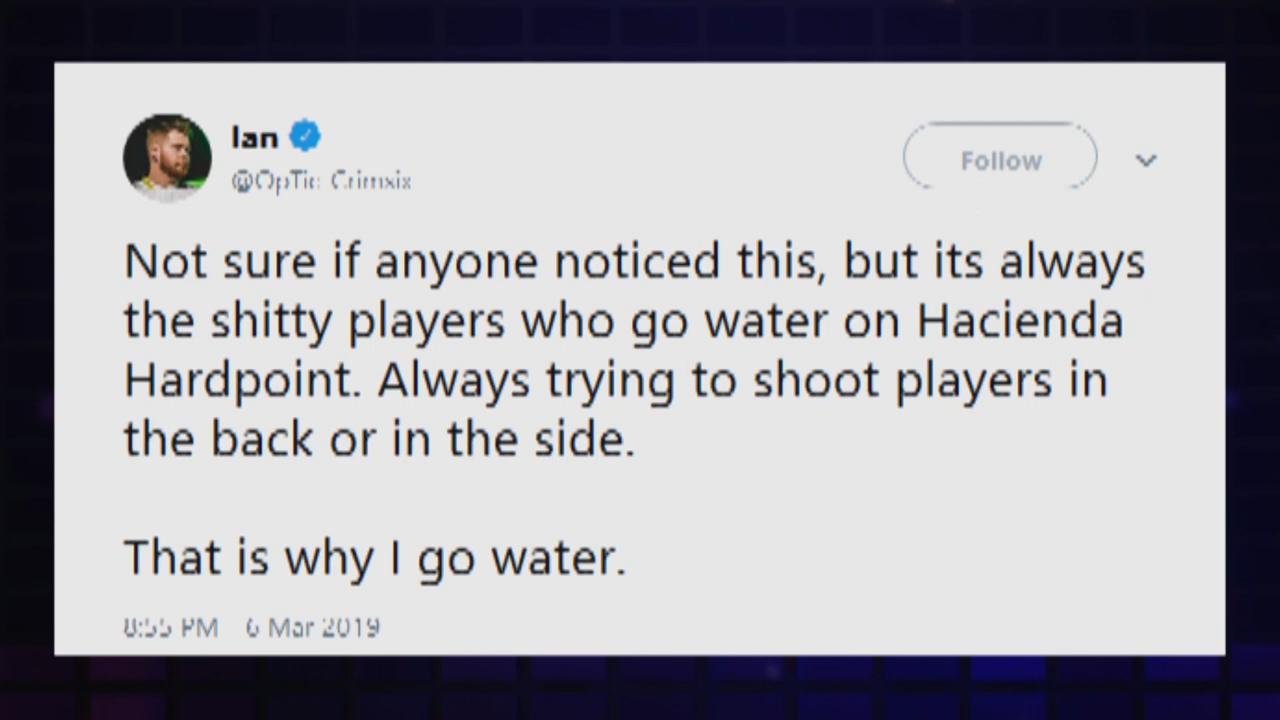 Ian
@OpTic Crimsix
Follow
Not sure if anyone noticed this, but its always
the shitty players who go water on Hacienda
Hardpoint. Always trying to shoot players in
the back or in the side.
That is why I go water.
8:55 PM 6 Mar 2019